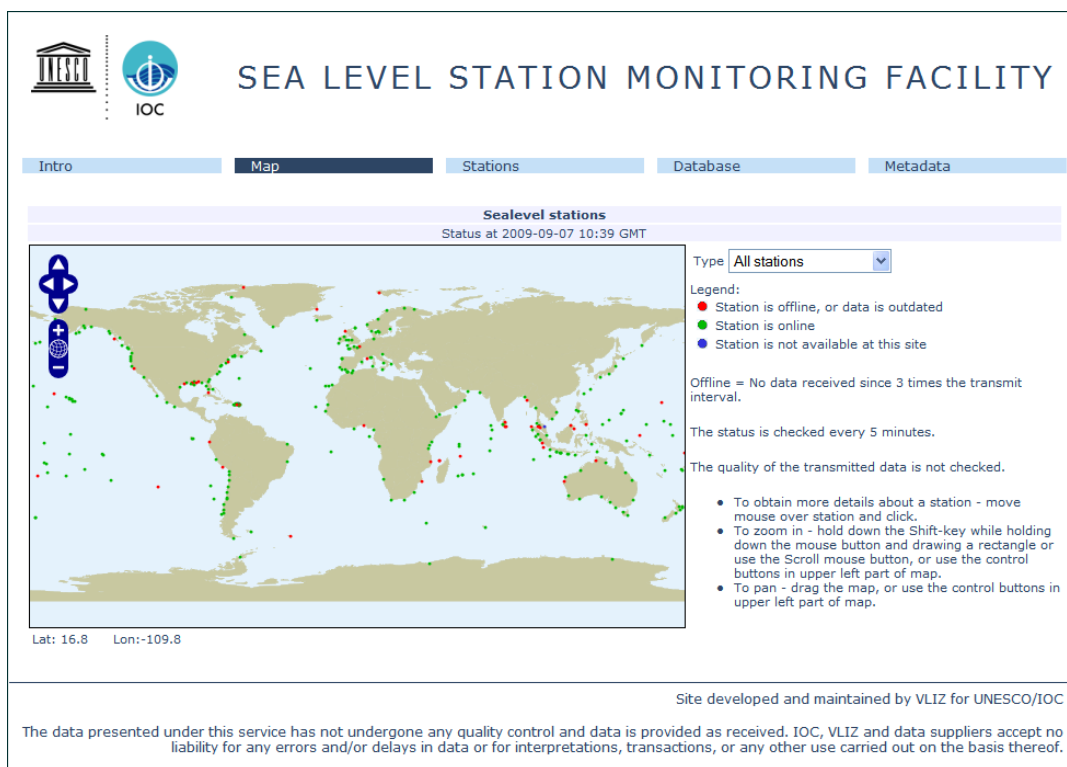 UNESCO
IOC
SEA LEVEL STATION MONITORING FACILITY
Intro Map Stations Database Metadata
Sealevel stations
Status at 2009-09-07 10:39 GMT
Type All stations
Legend:
Station is offline, or data is outdated
Station is online
Station is not available at this site
Offline = No data received since 3 times the transmit
interval.
The status is checked every 5 minutes.
The quality of the transmitted data is not checked.
• To obtain more details about a station - move
mouse over station and click.
• To zoom in - hold down the Shift-key while holding
down the mouse button and drawing a rectangle or
use the Scroll mouse button, or use the control
buttons in upper left part of map.
• To pan - drag the map, or use the control buttons in
upper left part of map.
Lat: 16.8 Lon:-109.8
Site developed and maintained by VLIZ for UNESCO/IOC
The data presented under this service has not undergone any quality control and data is provided as received. IOC, VLIZ and data suppliers accept no
liability for any errors and/or delays in data or for interpretations, transactions, or any other use carried out on the basis thereof.